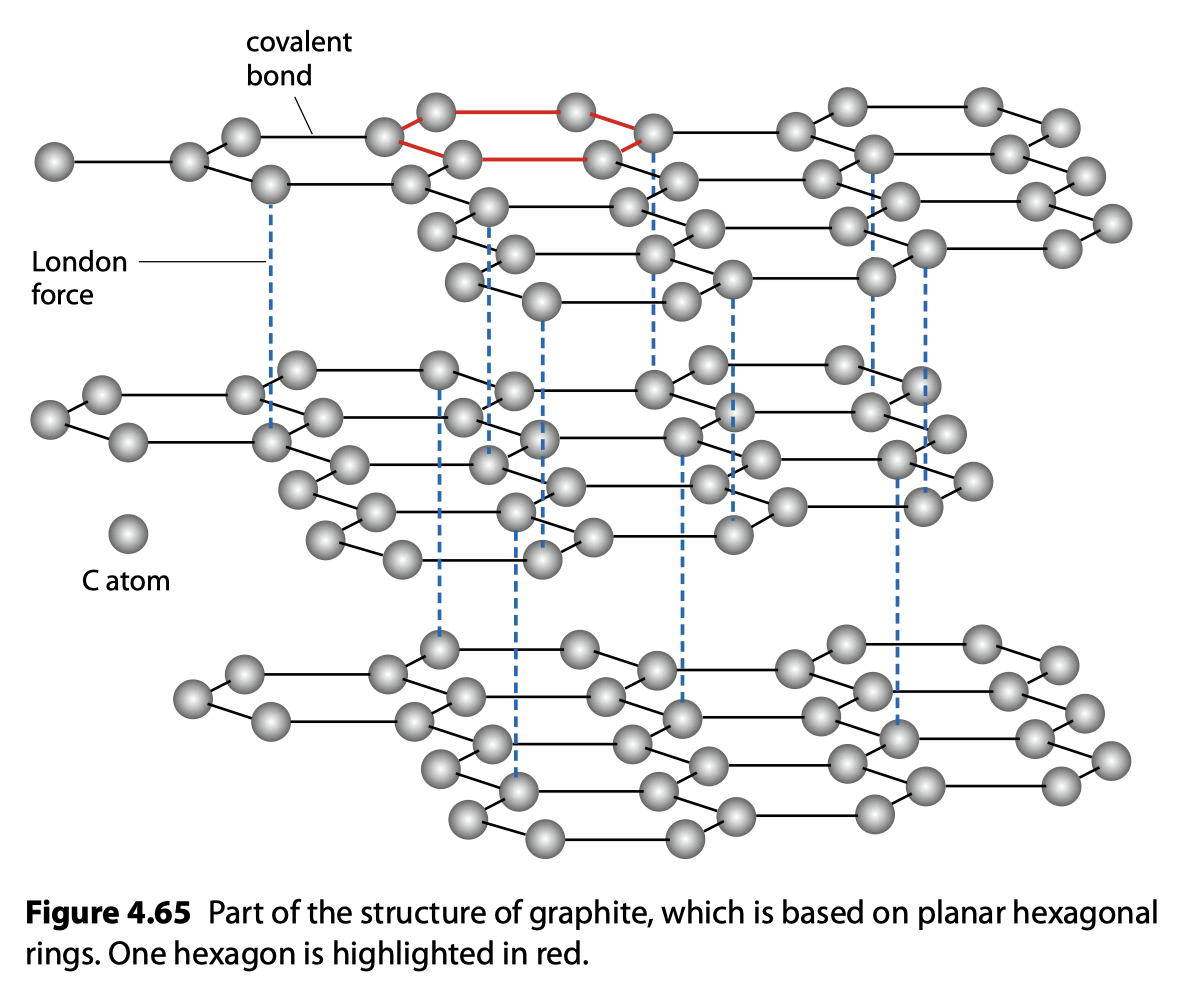 covalent
bond
London
force
C atom
Figure 4.65 Part of the structure of graphite, which is based on planar hexagonal
rings. One hexagon is highlighted in red.